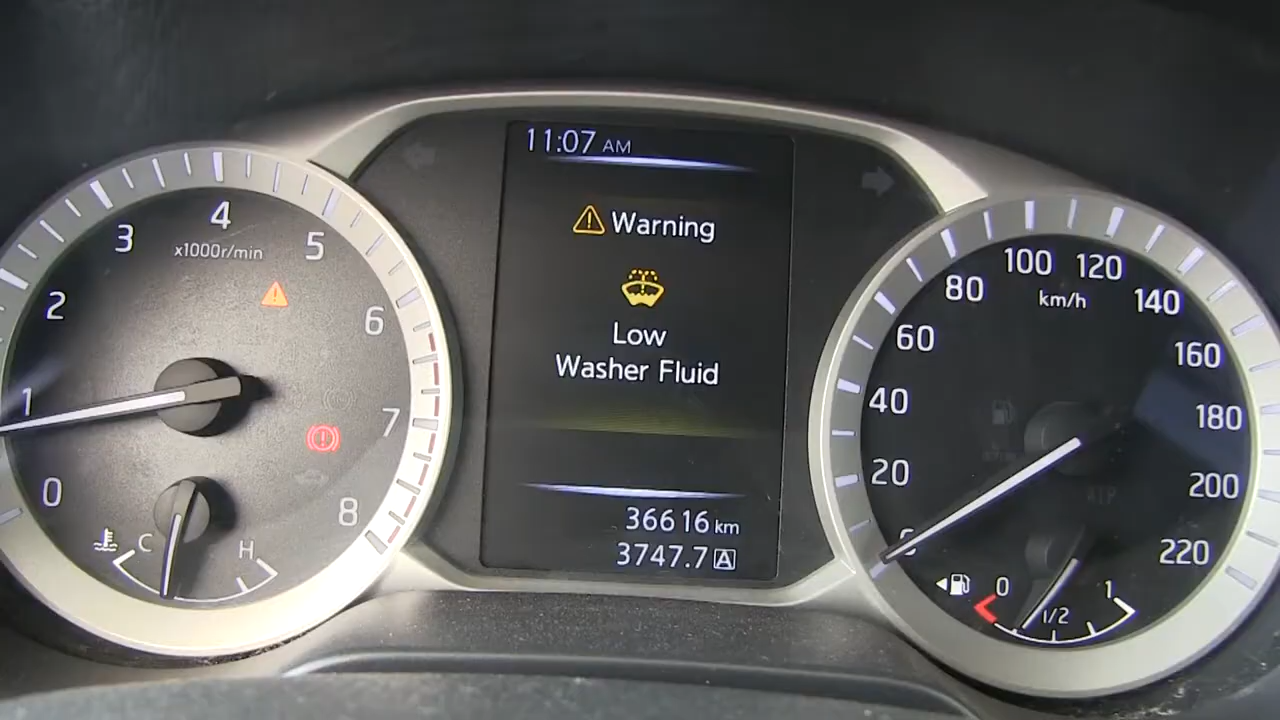 11:07 AM
Warning
Low
Washer Fluid
36616 km
3747.7 A
0
1
2
3
4
5
6
7
8
x1000r/min
C
H
0
20
40
60
80
100
120
140
160
180
200
220
km/h
0
1/2
1